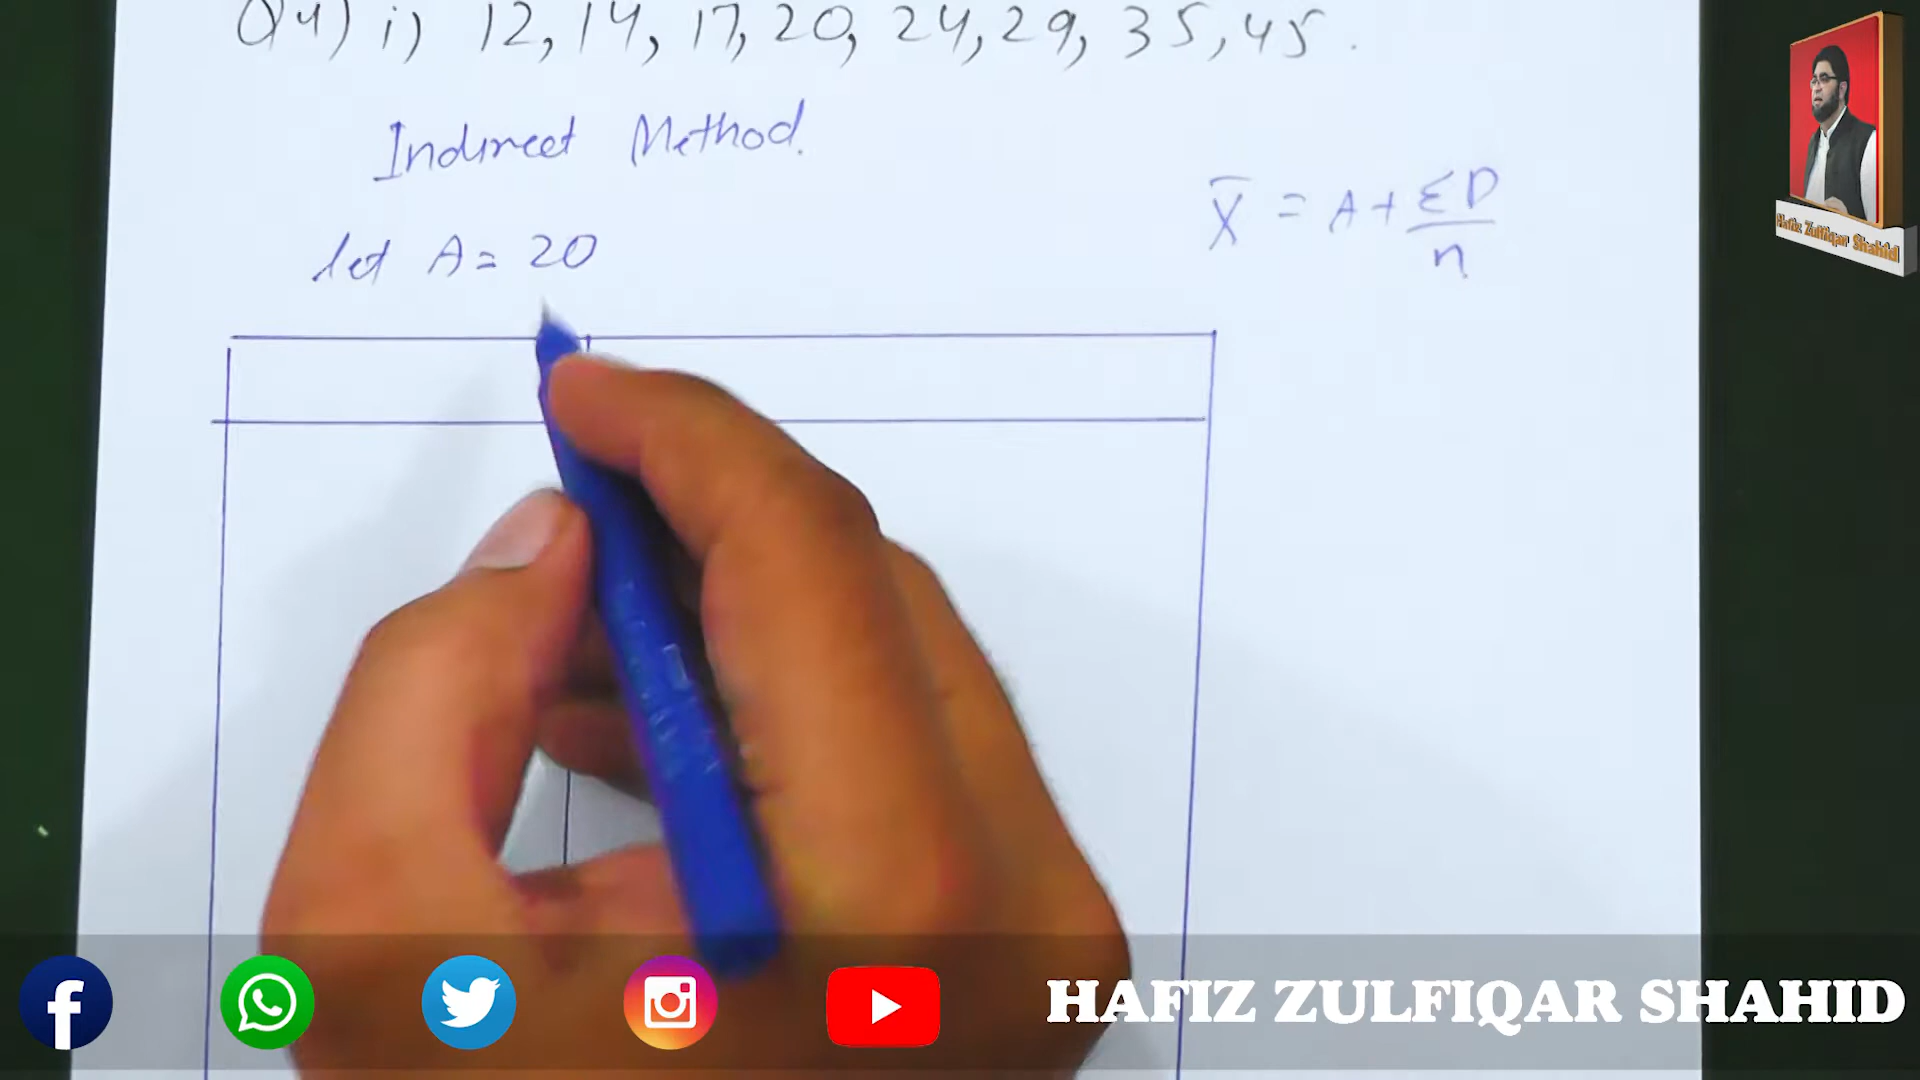 Q4) i) 12, 14, 17, 20, 24, 29, 35, 45.
Indirect Method.
let A = 20
X̄ = A + ΣD/n
Hafiz Zulfiqar Shahid
HAFIZ ZULFIQAR SHAHID